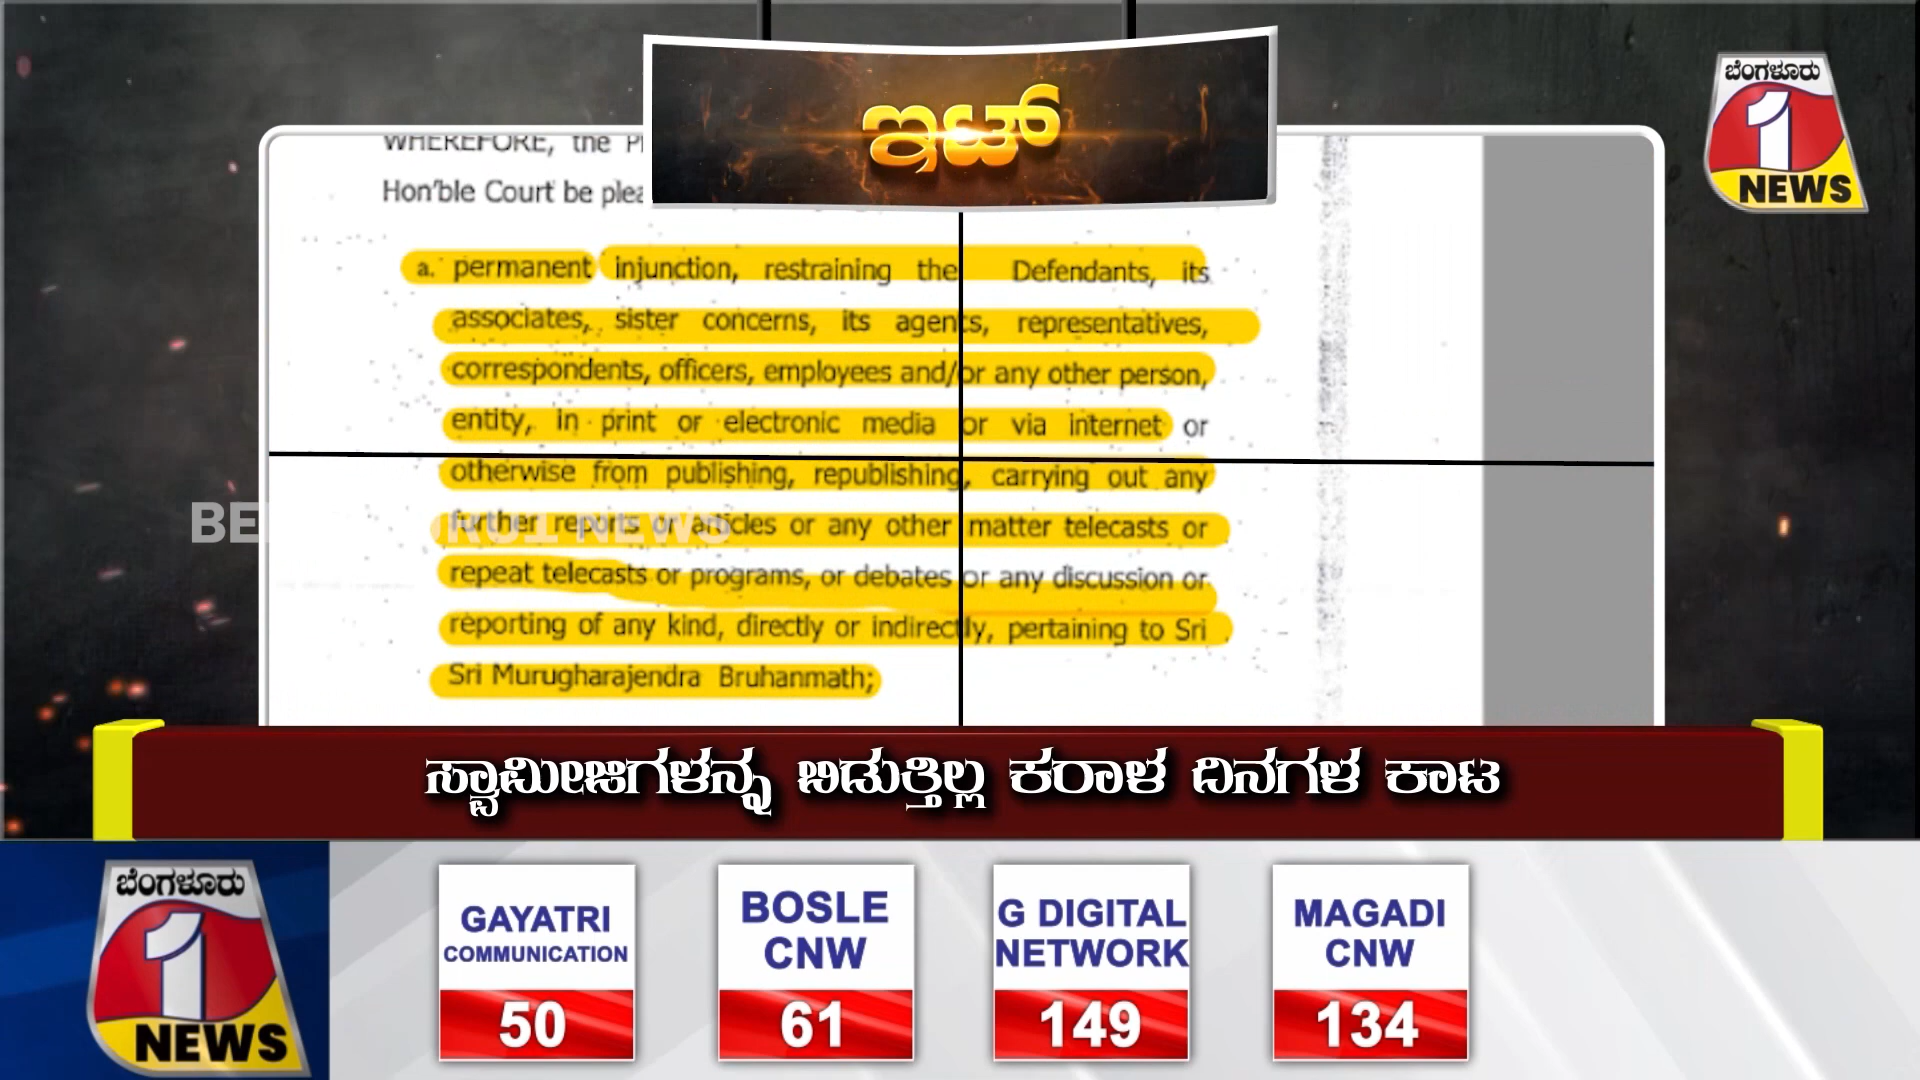 ಇಟ್
ಬೆಂಗಳೂರು
1
NEWS
WHEREFORE, the
Hon'ble Court be
a. permanent injunction, restraining the Defendants, its
associates, sister concerns, its agents, representatives,
correspondents, officers, employees and/or any other person,
entity, in print or electronic media or via internet or
otherwise from publishing, republishing, carrying out any
further reports or articles or any other matter telecasts or
repeat telecasts or programs, or debates or any discussion or
reporting of any kind, directly or indirectly, pertaining to Sri
Sri Murugharajendra Bruhanmath;
NEWS
ಸ್ವಾಮೀಜಿಗಳನ್ನು ಬಿಡುತ್ತಿಲ್ಲ ಕರಾಳ ದಿನಗಳ ಕಾಟ
ಬೆಂಗಳೂರು
1
NEWS
GAYATRI
COMMUNICATION
50
BOSLE
CNW
61
G DIGITAL
NETWORK
149
MAGADI
CNW
134